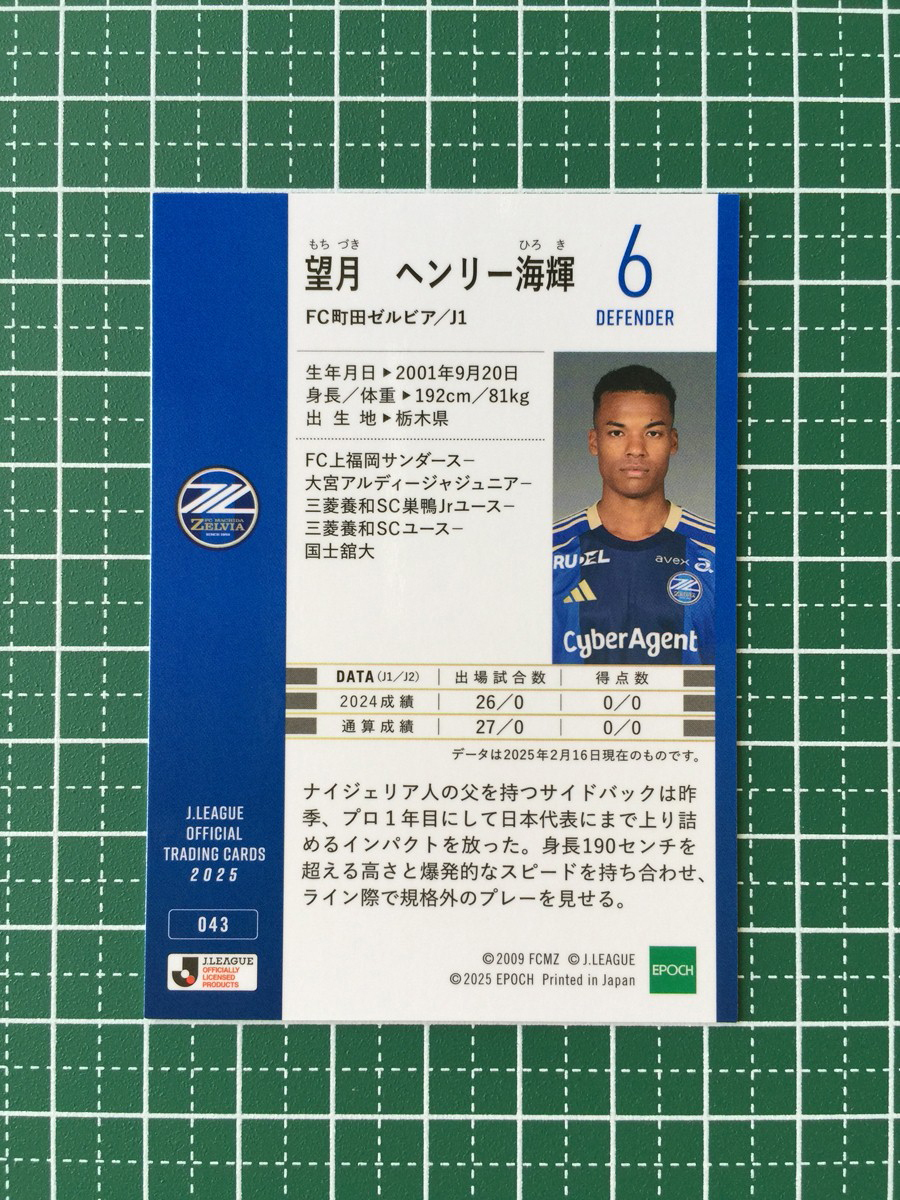 もち づき ひろ き
望月 ヘンリー海輝
6
FC町田ゼルビア／J1
DEFENDER
生年月日▶2001年9月20日
身長／体重▶192cm／81kg
出生地▶栃木県
FC上福岡サンダース−
大宮アルディージャジュニア−
三菱養和SC巣鴨Jrユース−
三菱養和SCユース−
国士舘大
FC MACHIDA
ZELVIA
RUDEL
avex a
ZELVIA
CyberAgent
DATA(J1／J2) 出場試合数 得点数
2024成績 26／0 0／0
通算成績 27／0 0／0
データは2025年2月16日現在のものです。
ナイジェリア人の父を持つサイドバックは昨
季、プロ1年目にして日本代表にまで上り詰
めるインパクトを放った。身長190センチを
超える高さと爆発的なスピードを持ち合わせ、
ライン際で規格外のプレーを見せる。
J.LEAGUE
OFFICIAL
TRADING CARDS
2025
043
J.LEAGUE
OFFICIALLY
LICENSED
PRODUCTS
©2009 FCMZ ©J.LEAGUE
©2025 EPOCH Printed in Japan
EPOCH